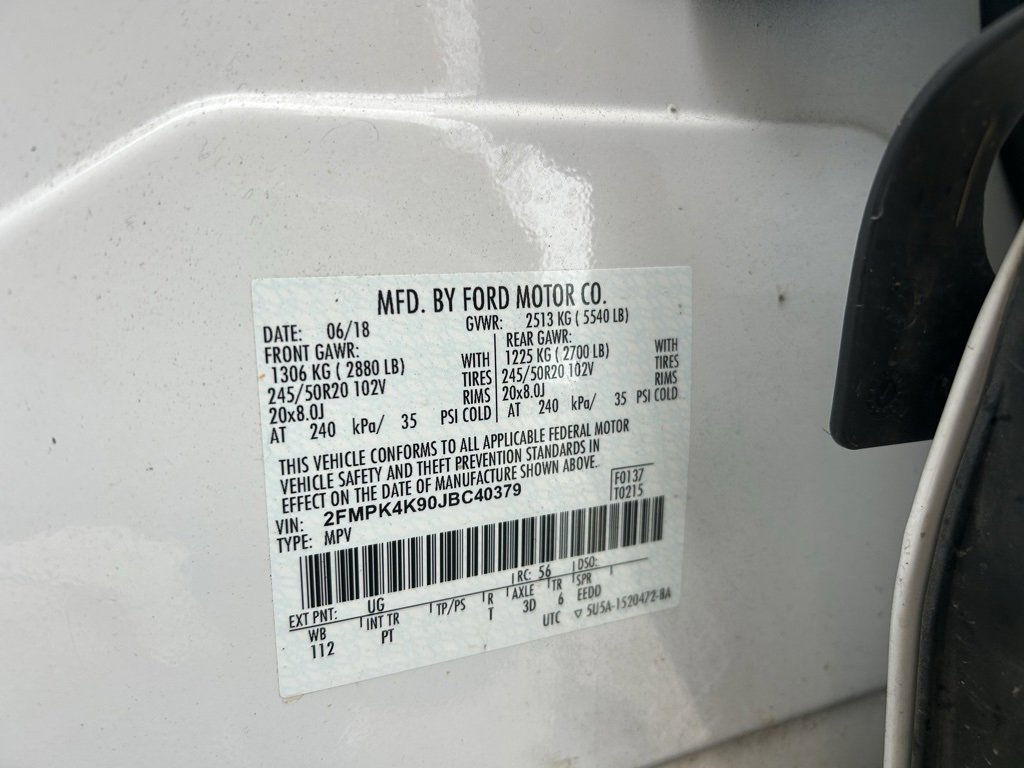 MFD. BY FORD MOTOR CO.
DATE: 06/18 GVWR: 2513 KG ( 5540 LB)
FRONT GAWR: REAR GAWR:
1306 KG ( 2880 LB) WITH 1225 KG ( 2700 LB) WITH
245/50R20 102V TIRES 245/50R20 102V TIRES
20x8.0J RIMS 20x8.0J RIMS
AT 240 kPa/ 35 PSI COLD AT 240 kPa/ 35 PSI COLD
THIS VEHICLE CONFORMS TO ALL APPLICABLE FEDERAL MOTOR
VEHICLE SAFETY AND THEFT PREVENTION STANDARDS IN
EFFECT ON THE DATE OF MANUFACTURE SHOWN ABOVE.
VIN: 2FMPK4K90JBC40379 F0137
TYPE: MPV T0215
EXT PNT: UG RC: 56 DSO:
WB INT TR TP/PS R AXLE TR SPR
112 PT T 3D 6 EEDD
UTC ▽ 5U5A-1520472-BA